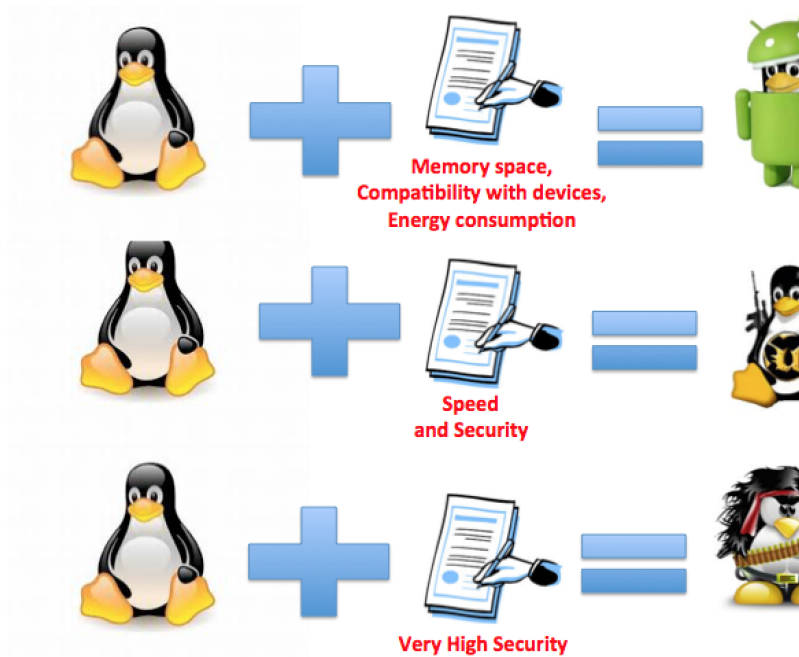 Memory space,
Compatibility with devices,
Energy consumption
Speed
and Security
Very High Security